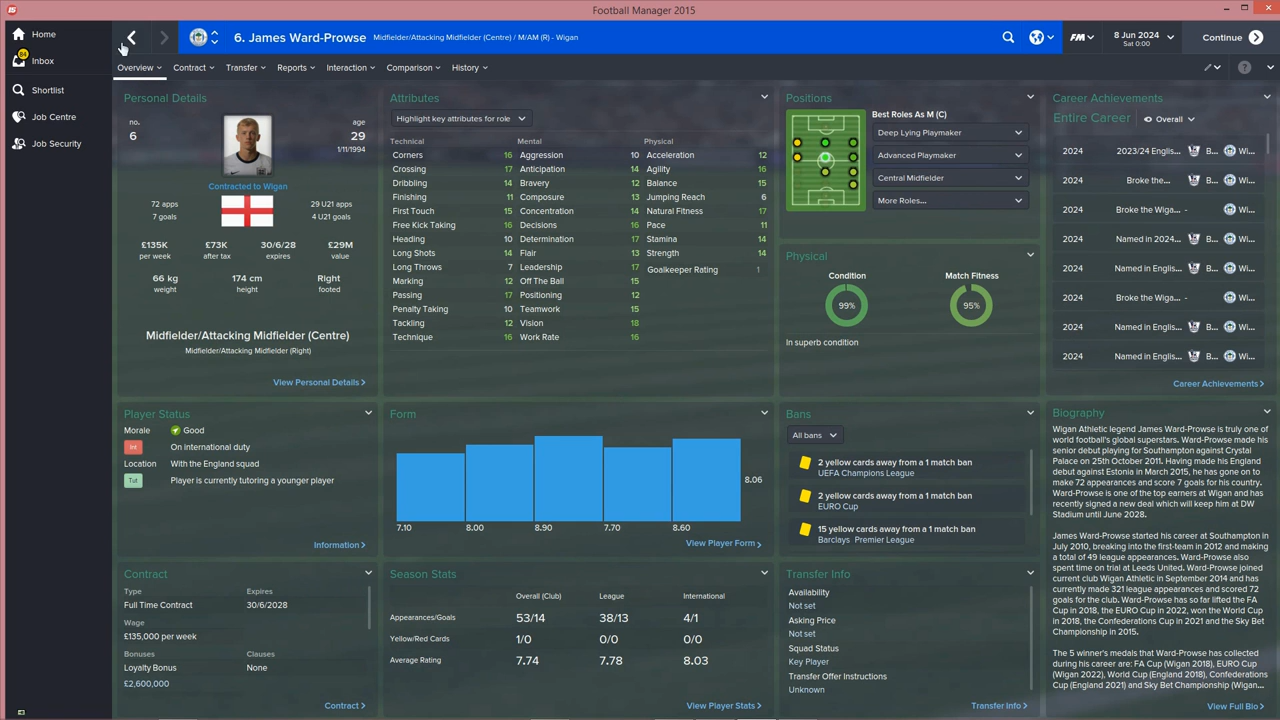 Football Manager 2015
Home
Inbox
84
Shortlist
Job Centre
Job Security
6. James Ward-Prowse
Midfielder/Attacking Midfielder (Centre) / M/AM (R) - Wigan
FM
8 Jun 2024
Sat 0:00
Continue
Overview
Contract
Transfer
Reports
Interaction
Comparison
History
Personal Details
no.
6
age
29
1/11/1994
Contracted to Wigan
72 apps
7 goals
29 U21 apps
4 U21 goals
£135K
per week
£73K
after tax
30/6/28
expires
£29M
value
66 kg
weight
174 cm
height
Right
footed
Midfielder/Attacking Midfielder (Centre)
Midfielder/Attacking Midfielder (Right)
View Personal Details >
Attributes
Highlight key attributes for role
Technical
Corners 16
Crossing 17
Dribbling 14
Finishing 11
First Touch 15
Free Kick Taking 16
Heading 10
Long Shots 14
Long Throws 7
Marking 12
Passing 17
Penalty Taking 10
Tackling 12
Technique 16
Mental
Aggression 10
Anticipation 14
Bravery 12
Composure 13
Concentration 14
Decisions 16
Determination 17
Flair 13
Leadership 17
Off The Ball 15
Positioning 12
Teamwork 15
Vision 18
Work Rate 16
Physical
Acceleration 12
Agility 16
Balance 15
Jumping Reach 6
Natural Fitness 17
Pace 11
Stamina 14
Strength 14
Goalkeeper Rating 1
Positions
Best Roles As M (C)
Deep Lying Playmaker
Advanced Playmaker
Central Midfielder
More Roles...
Physical
Condition
99%
Match Fitness
95%
In superb condition
Career Achievements
Entire Career
Overall
2024 2023/24 Englis... B... Wi...
2024 Broke the... B... Wi...
2024 Broke the Wiga... - Wi...
2024 Named in 2024... B... Wi...
2024 Named in Englis... B... Wi...
2024 Broke the Wiga... - Wi...
2024 Named in Englis... B... Wi...
2024 Named in Englis... B... Wi...
Career Achievements >
Player Status
Morale Good
Int On international duty
Location With the England squad
Tut Player is currently tutoring a younger player
Information >
Form
8.06
7.10 8.00 8.90 7.70 8.60
View Player Form >
Bans
All bans
2 yellow cards away from a 1 match ban
UEFA Champions League
2 yellow cards away from a 1 match ban
EURO Cup
15 yellow cards away from a 1 match ban
Barclays Premier League
Biography
Wigan Athletic legend James Ward-Prowse is truly one of
world football's global superstars. Ward-Prowse made his
senior debut playing for Southampton against Crystal
Palace on 25th October 2011. Having made his England
debut against Estonia in March 2015, he has gone on to
make 72 appearances and score 7 goals for his country.
Ward-Prowse is one of the top earners at Wigan and has
recently signed a new deal which will keep him at DW
Stadium until June 2028.
James Ward-Prowse started his career at Southampton in
July 2010, breaking into the first-team in 2012 and making
a total of 49 league appearances. Ward-Prowse also
spent time on trial at Leeds United. Ward-Prowse joined
current club Wigan Athletic in September 2014 and has
currently made 321 league appearances and scored 72
goals for the club. Ward-Prowse has so far lifted the FA
Cup in 2018, the EURO Cup in 2022, won the World Cup
in 2018, the Confederations Cup in 2021 and the Sky Bet
Championship in 2015.
The 5 winner's medals that Ward-Prowse has collected
during his career are: FA Cup (Wigan 2018), EURO Cup
(Wigan 2022), World Cup (England 2018), Confederations
Cup (England 2021) and Sky Bet Championship (Wigan...
View Full Bio >
Contract
Type
Full Time Contract
Expires
30/6/2028
Wage
£135,000 per week
Bonuses
Loyalty Bonus
£2,600,000
Clauses
None
Contract >
Season Stats
Overall (Club) League International
Appearances/Goals 53/14 38/13 4/1
Yellow/Red Cards 1/0 0/0 0/0
Average Rating 7.74 7.78 8.03
View Player Stats >
Transfer Info
Availability
Not set
Asking Price
Not set
Squad Status
Key Player
Transfer Offer Instructions
Unknown
Transfer Info >